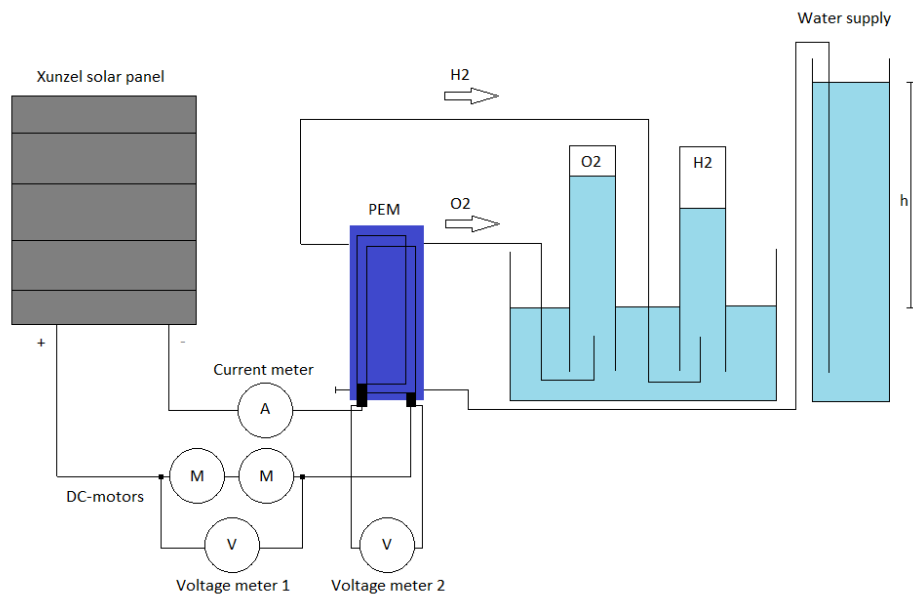 Water supply
Xunzel solar panel
H2
O2
H2
h
PEM
O2
+
-
Current meter
A
M
M
DC-motors
V
V
Voltage meter 1
Voltage meter 2